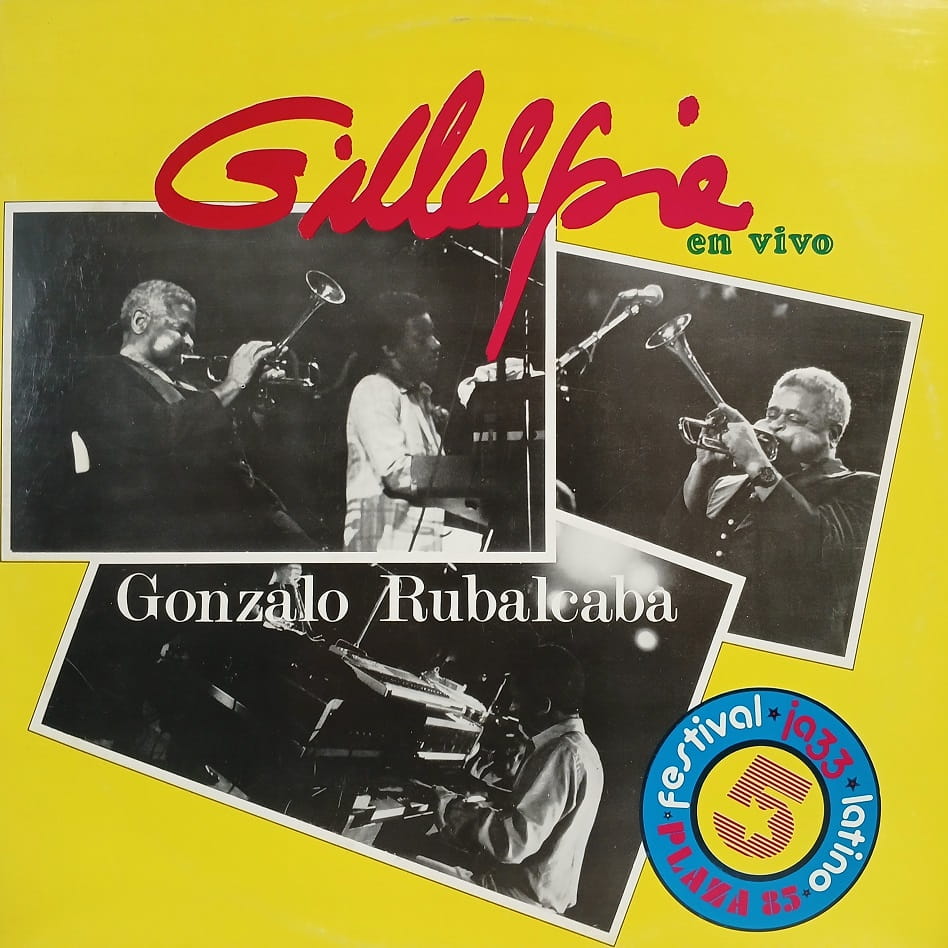 Gillespie
en vivo
Gonzalo Rubalcaba
festival ★ jazz ★ latino
★ PLAZA 85 ★
5